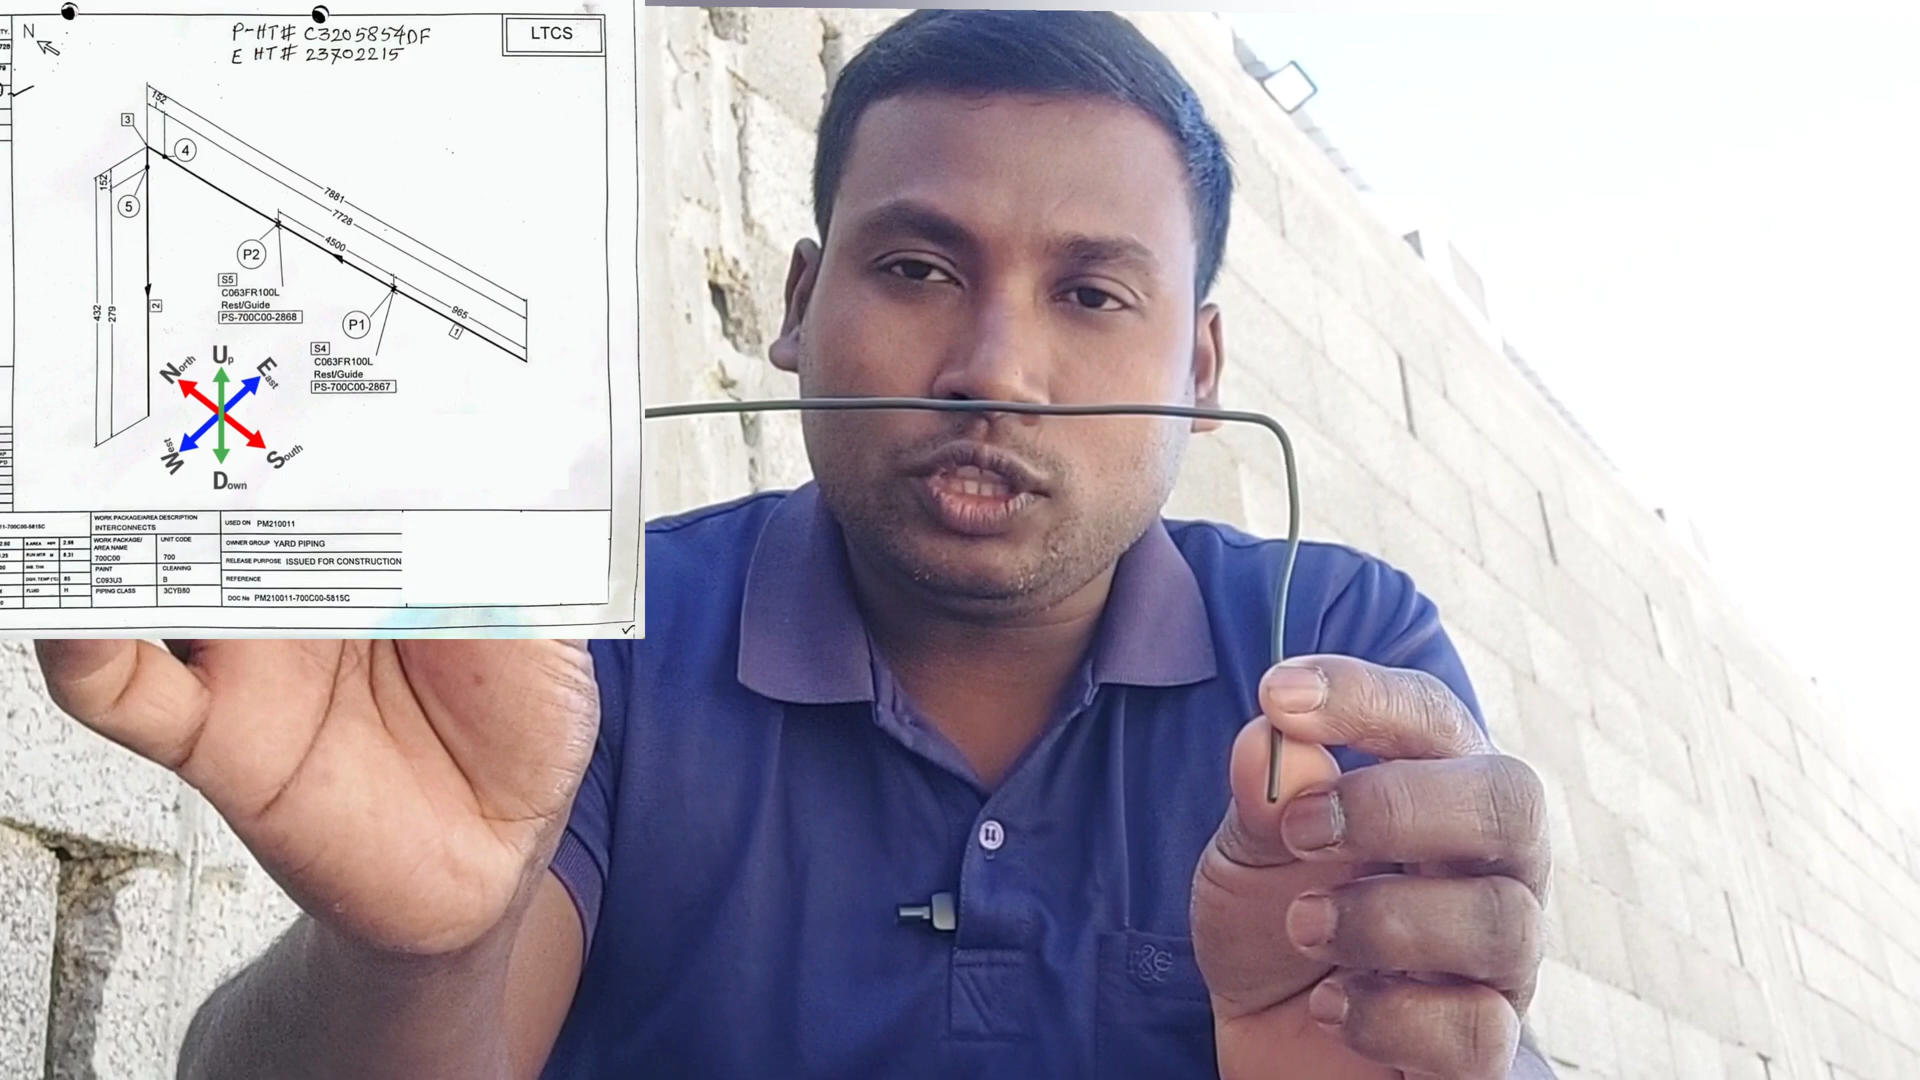 N
P-HT# C3205854DF
E HT# 23702215
LTCS
152
3
4
152
5
7881
7728
4500
P2
S5
C063FR100L
Rest/Guide
PS-700C00-2868
965
1
P1
S4
C063FR100L
Rest/Guide
PS-700C00-2867
432
279
2
North
Up
East
West
South
Down
11-700C00-5815C
WORK PACKAGE/AREA DESCRIPTION
INTERCONNECTS
WORK PACKAGE/
AREA NAME
700C00
UNIT CODE
700
PAINT
C093U3
CLEANING
B
PIPING CLASS
3CYB80
USED ON PM210011
OWNER GROUP YARD PIPING
RELEASE PURPOSE ISSUED FOR CONSTRUCTION
REFERENCE
DOC No PM210011-700C00-5815C
FLUID H